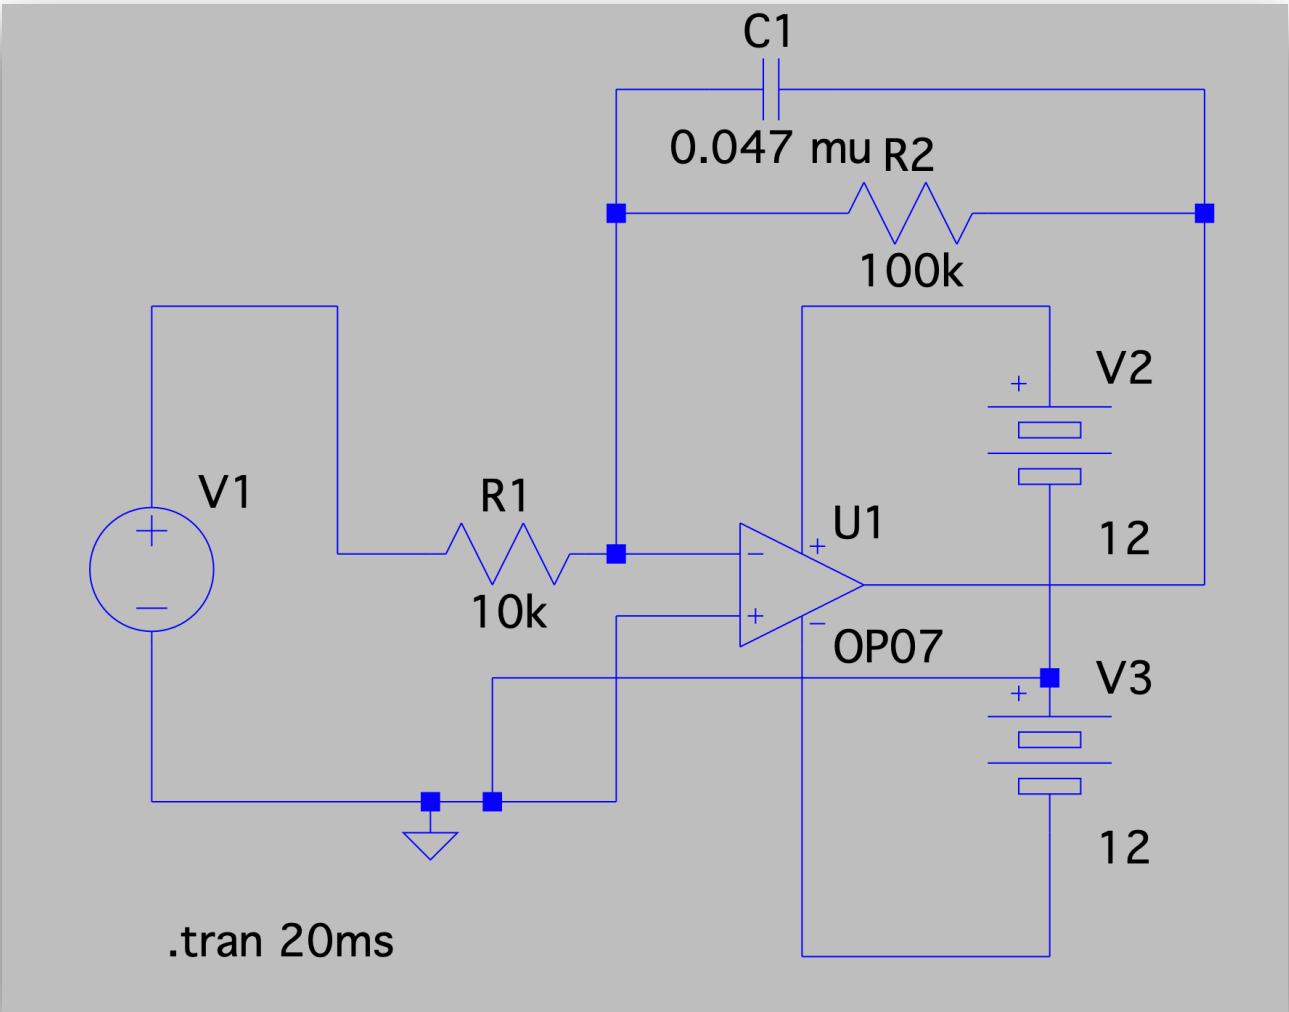 C1
0.047 mu
R2
100k
V2
+
12
V1
+
−
R1
10k
U1
+
−
+
−
OP07
V3
+
12
.tran 20ms